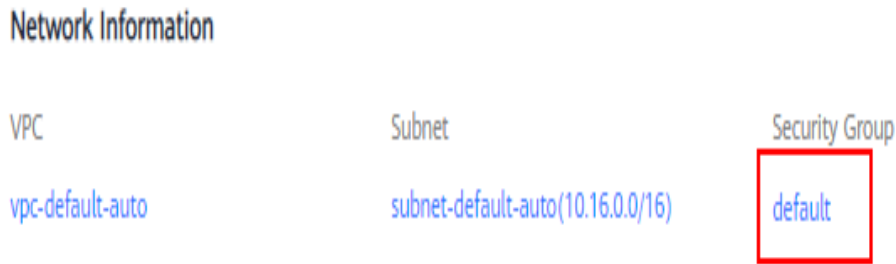 Network Information
VPC Subnet Security Group
vpc-default-auto subnet-default-auto(10.16.0.0/16) default